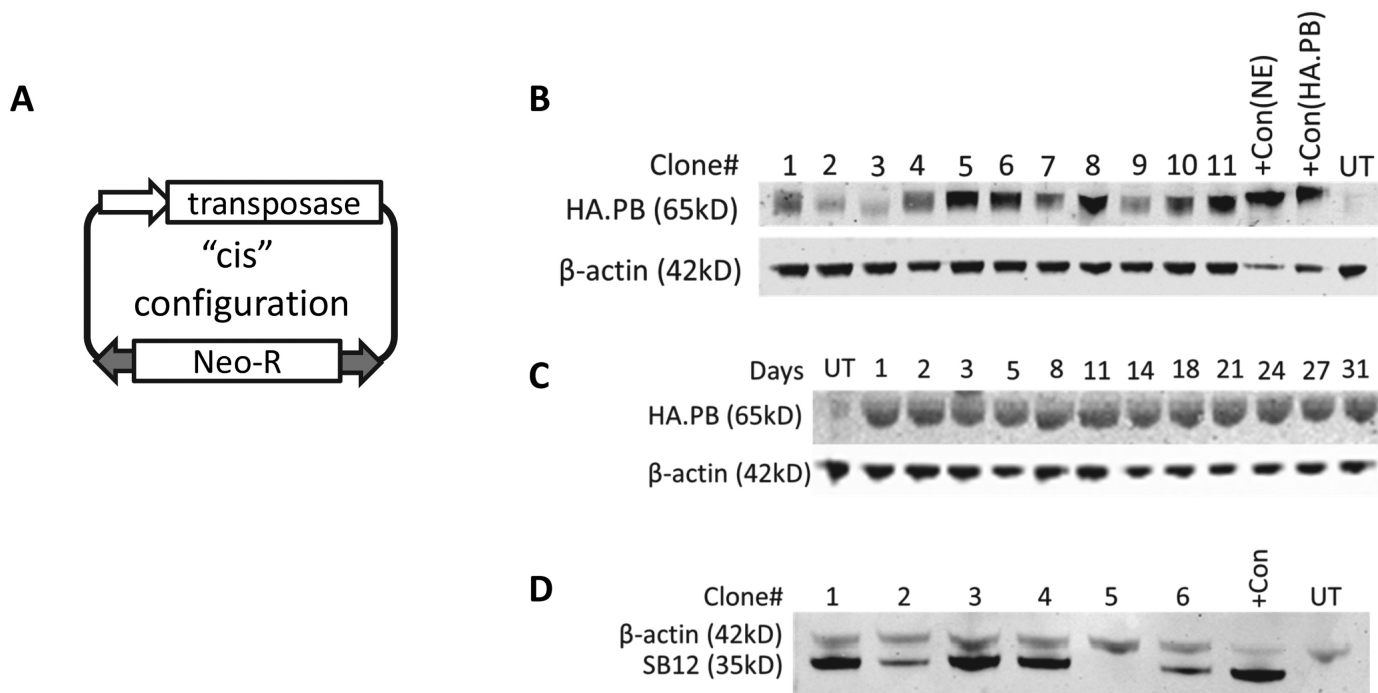 A
transposase
“cis”
configuration
Neo-R
B
Clone# 1 2 3 4 5 6 7 8 9 10 11 +Con(NE) +Con(HA.PB) UT
HA.PB (65kD)
β-actin (42kD)
C
Days UT 1 2 3 5 8 11 14 18 21 24 27 31
HA.PB (65kD)
β-actin (42kD)
D
Clone# 1 2 3 4 5 6 +Con UT
β-actin (42kD)
SB12 (35kD)